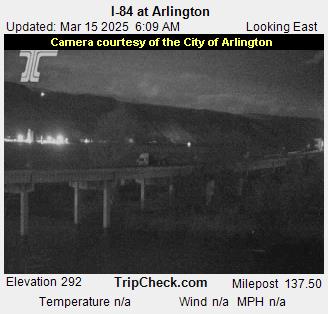 I-84 at Arlington
Updated: Mar 15 2025 6:09 AM Looking East
Camera courtesy of the City of Arlington
Elevation 292 TripCheck.com Milepost 137.50
Temperature n/a Wind n/a MPH n/a